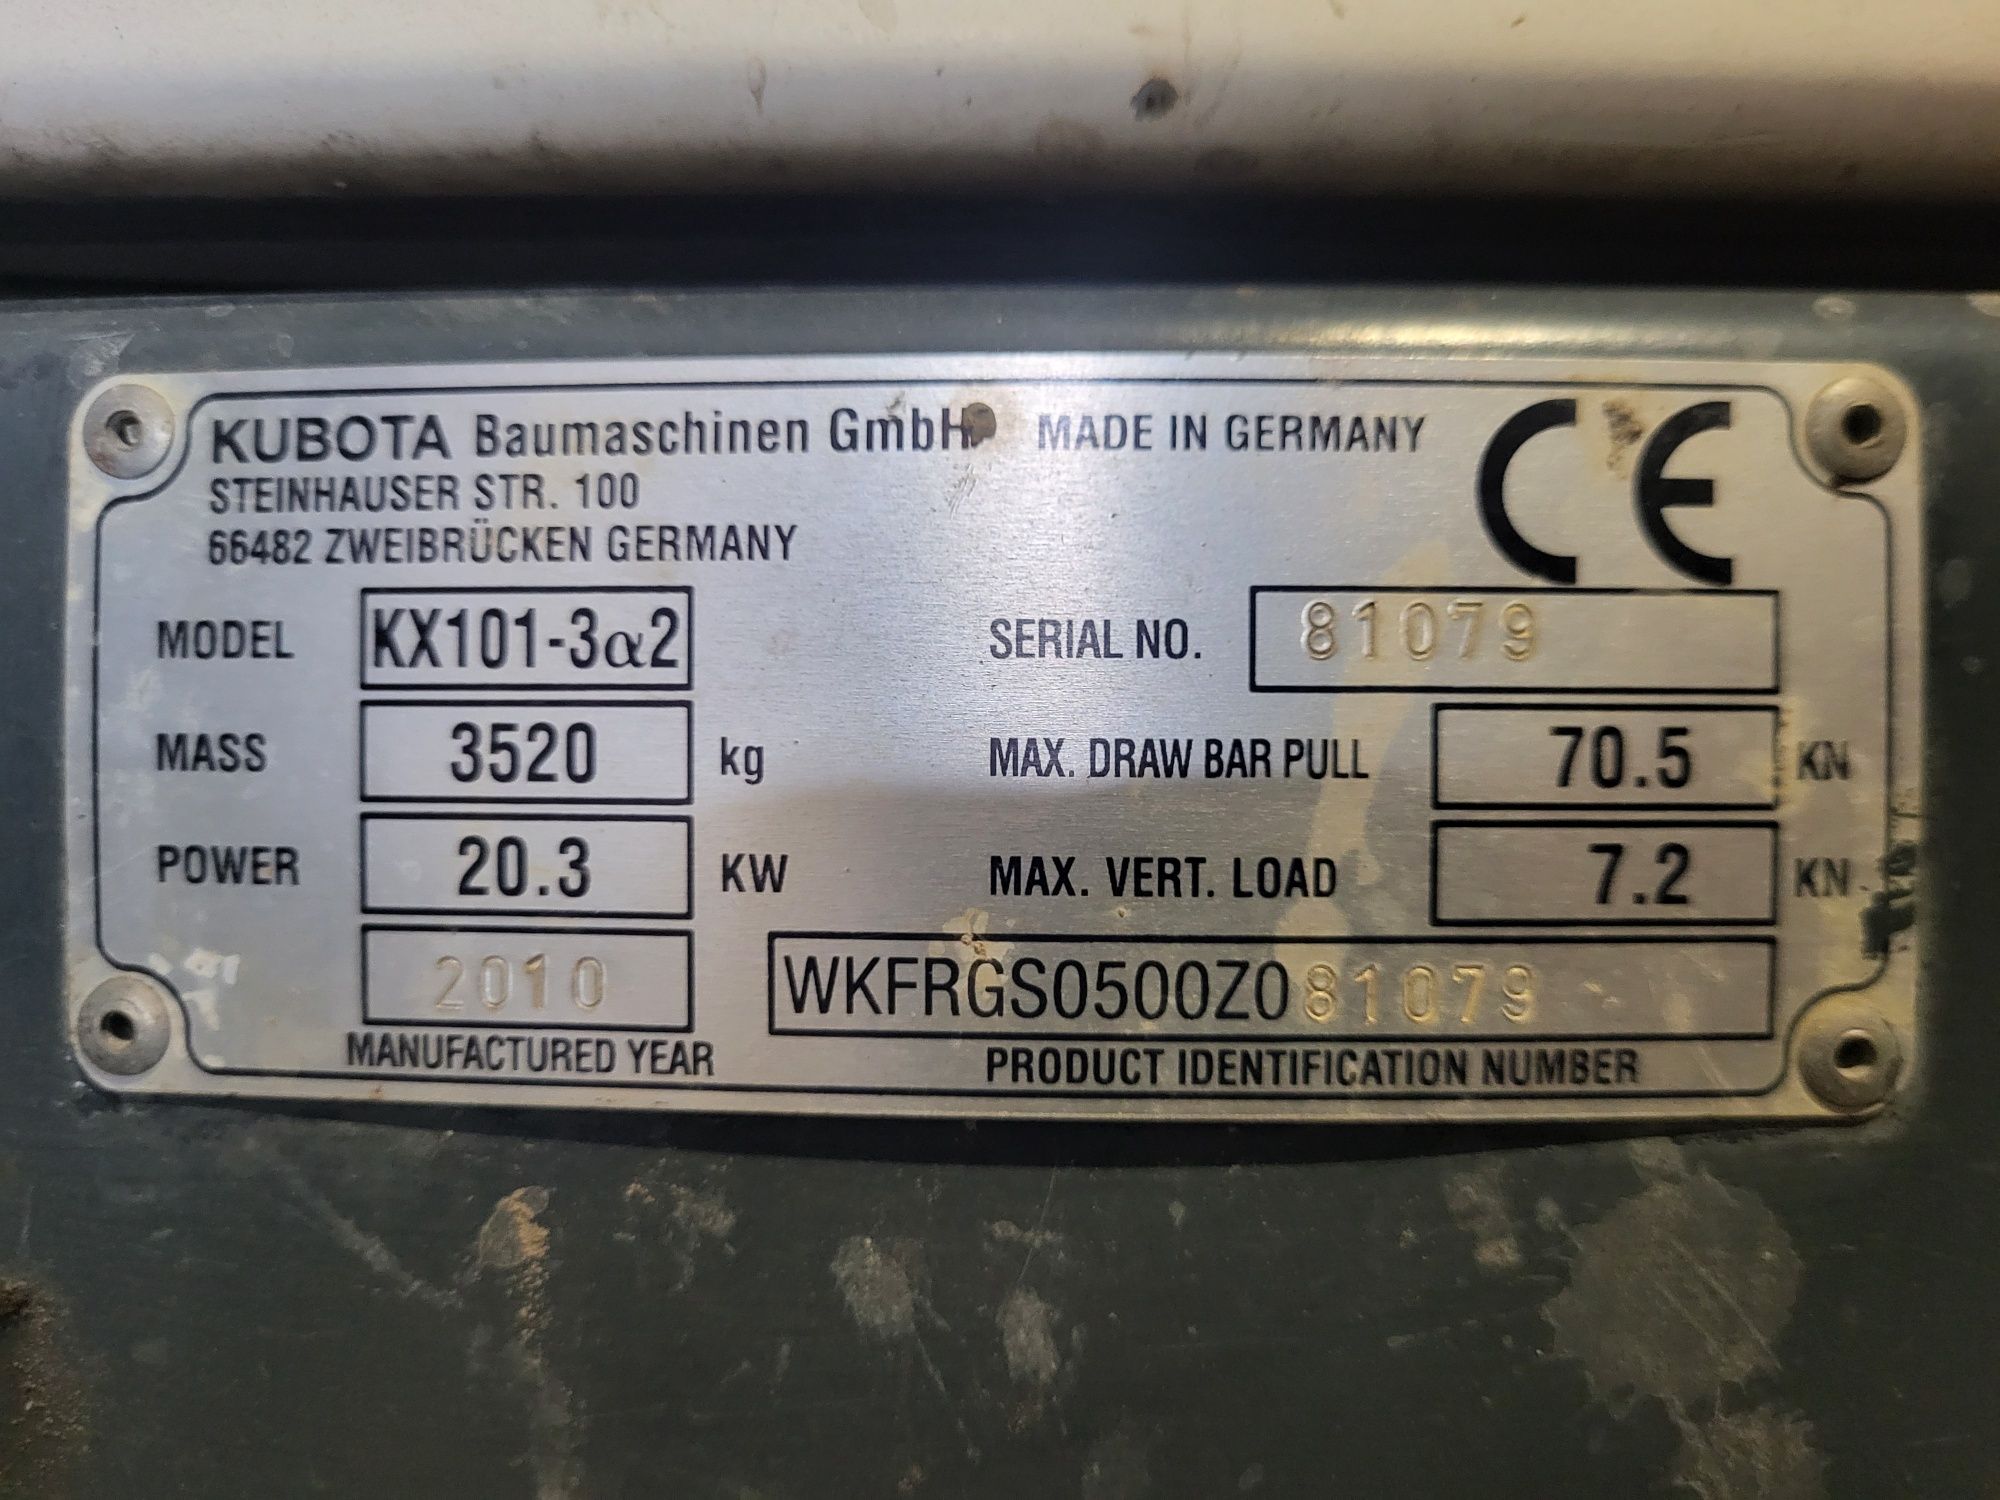 KUBOTA Baumaschinen GmbH MADE IN GERMANY CE
STEINHAUSER STR. 100
66482 ZWEIBRÜCKEN GERMANY
MODEL KX101-3α2 SERIAL NO. 81079
MASS 3520 kg MAX. DRAW BAR PULL 70.5 KN
POWER 20.3 KW MAX. VERT. LOAD 7.2 KN
2010 WKFRGS0500Z081079
MANUFACTURED YEAR PRODUCT IDENTIFICATION NUMBER